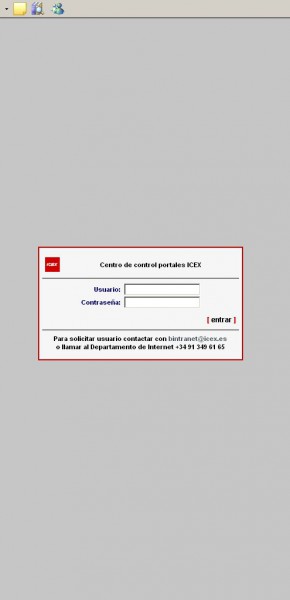 ICEX
Centro de control portales ICEX
Usuario:
Contraseña:
[ entrar ]
Para solicitar usuario contactar con bintranet@icex.es
o llamar al Departamento de Internet +34 91 349 61 65